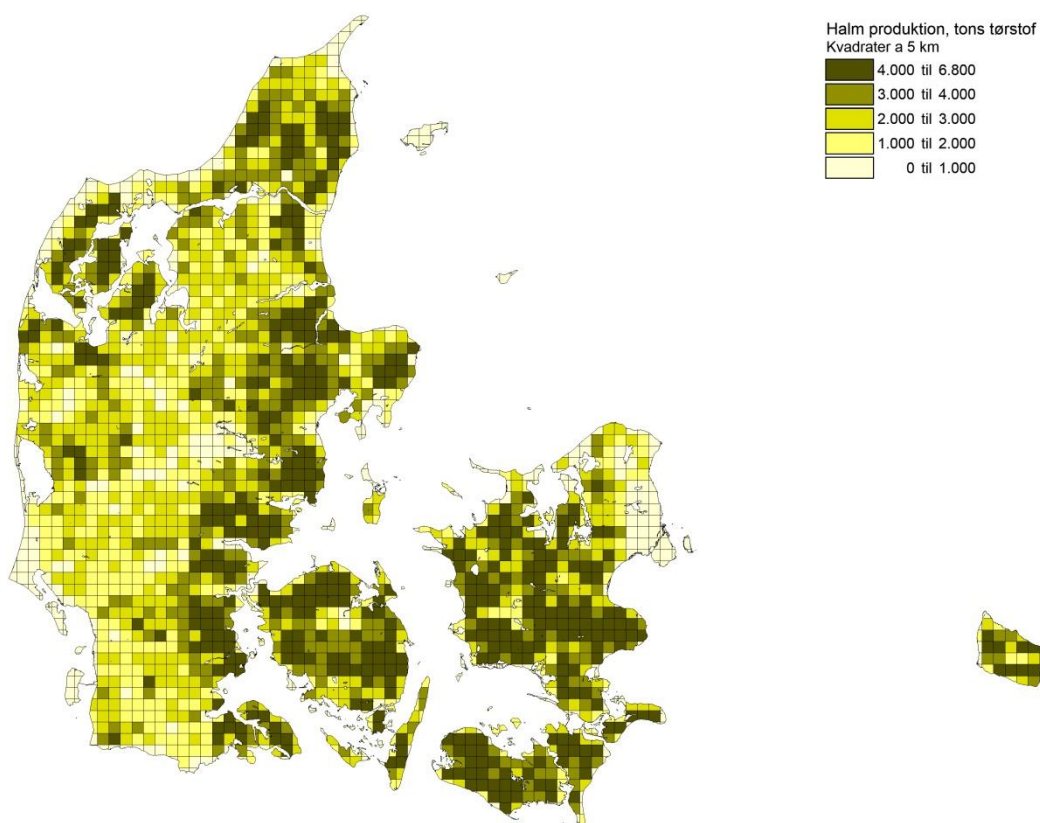 Halm produktion, tons tørstof
Kvadrater a 5 km
4.000 til 6.800
3.000 til 4.000
2.000 til 3.000
1.000 til 2.000
0 til 1.000